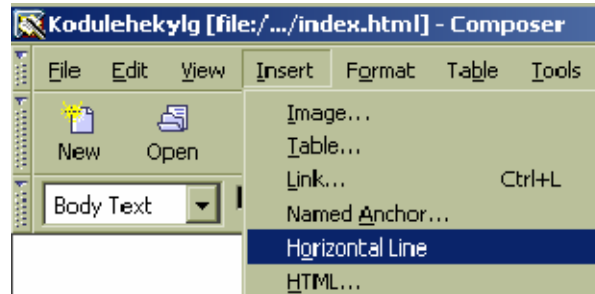 Kodulehekylg [file:/.../index.html] - Composer
File Edit View Insert Format Table Tools
New Open
Image...
Table...
Link... Ctrl+L
Body Text
Named Anchor...
Horizontal Line
HTML...